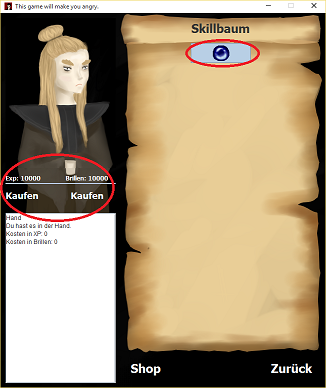 This game will make you angry.
Skillbaum
Exp: 10000 Brillen: 10000
Kaufen Kaufen
Hand
Du hast es in der Hand.
Kosten in XP: 0
Kosten in Brillen: 0
Shop Zurück